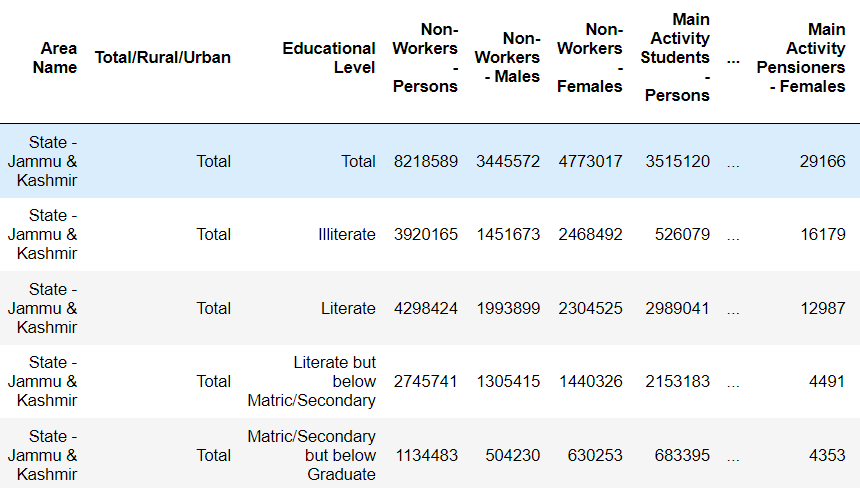 Area Name Total/Rural/Urban Educational Level Non-Workers - Persons Non-Workers - Males Non-Workers - Females Main Activity Students - Persons ... Main Activity Pensioners - Females
State - Jammu & Kashmir Total Total 8218589 3445572 4773017 3515120 ... 29166
State - Jammu & Kashmir Total Illiterate 3920165 1451673 2468492 526079 ... 16179
State - Jammu & Kashmir Total Literate 4298424 1993899 2304525 2989041 ... 12987
State - Jammu & Kashmir Total Literate but below Matric/Secondary 2745741 1305415 1440326 2153183 ... 4491
State - Jammu & Kashmir Total Matric/Secondary but below Graduate 1134483 504230 630253 683395 ... 4353